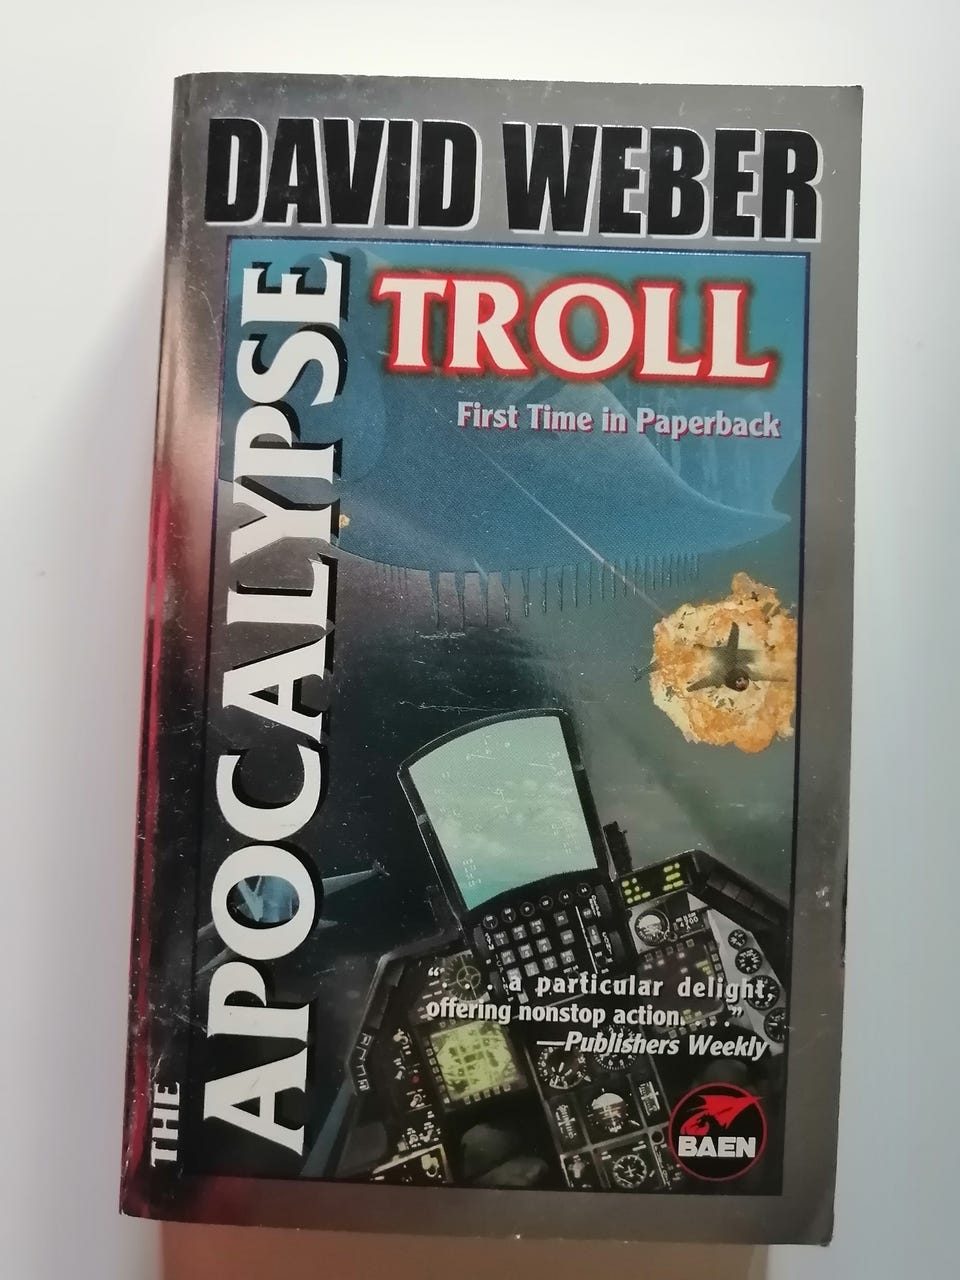 DAVID WEBER
THE
APOCALYPSE
TROLL
First Time in Paperback
“. . . a particular delight,
offering nonstop action. . . .”
—Publishers Weekly
BAEN